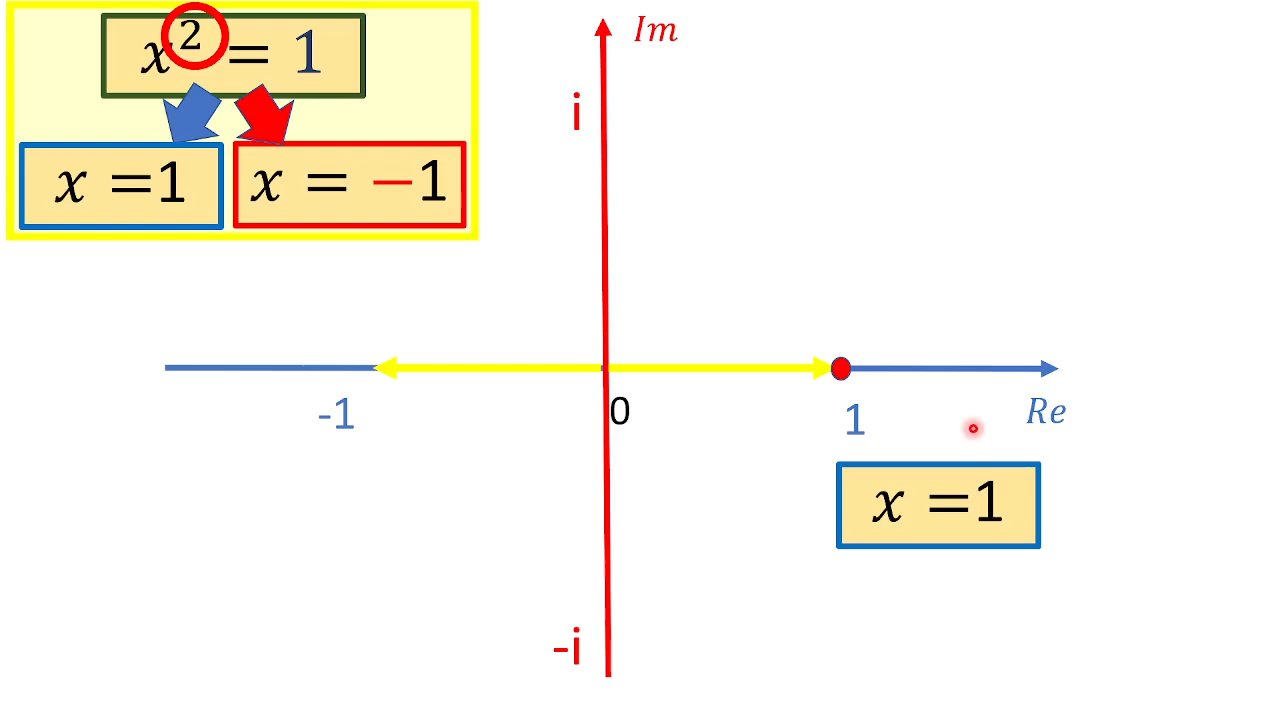 x² = 1
x =1
x = −1
Im
i
-1
0
1
Re
x =1
-i